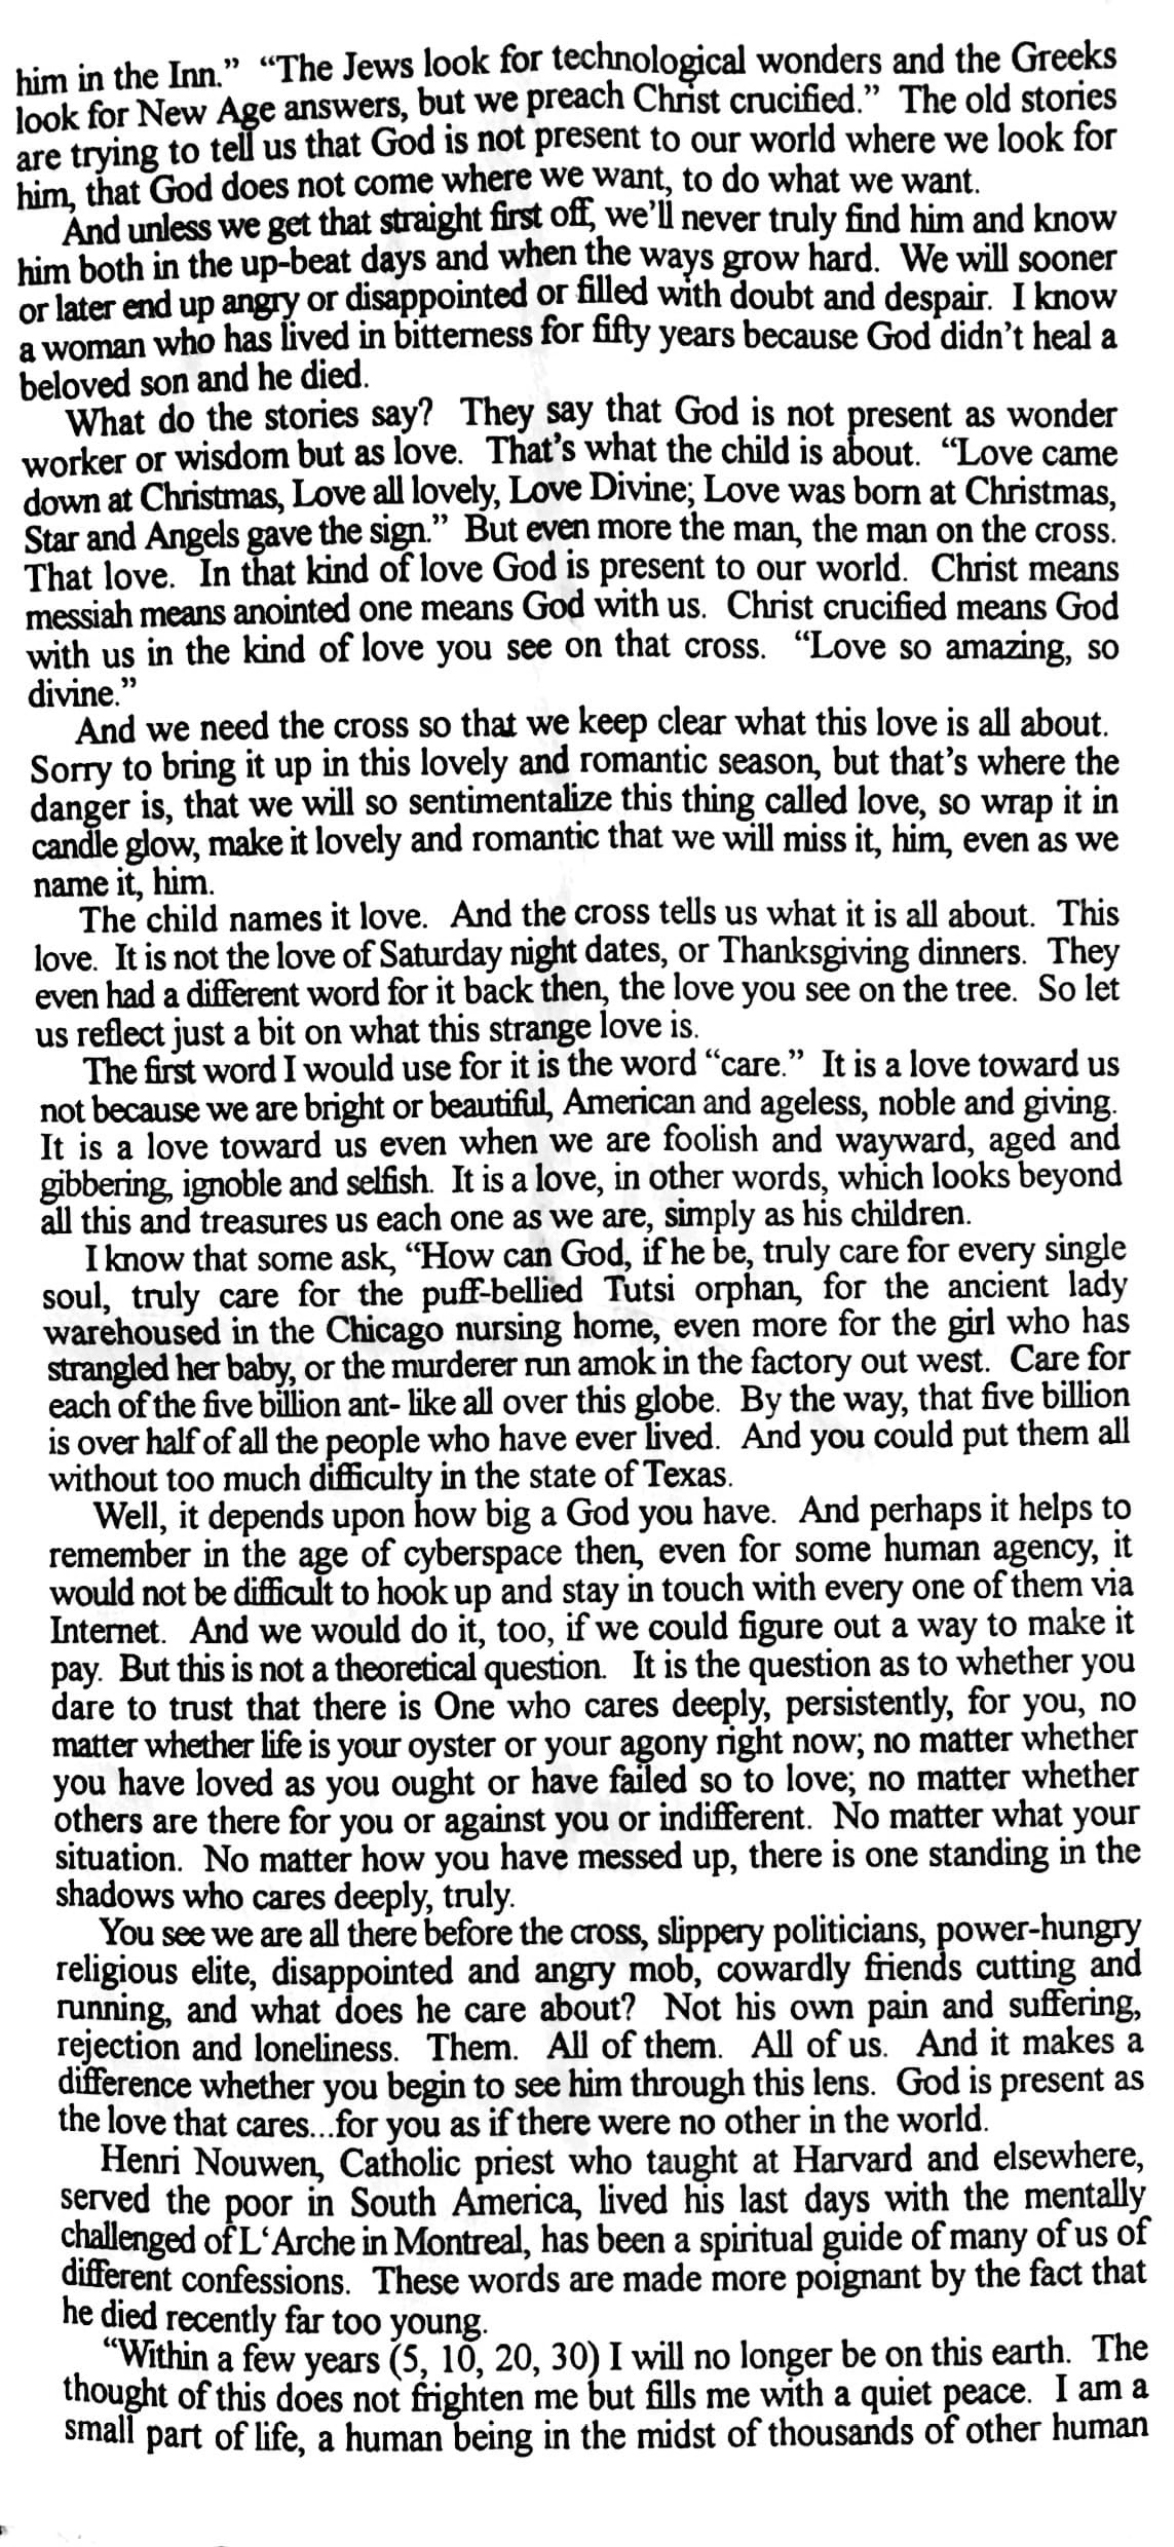 him in the Inn." "The Jews look for technological wonders and the Greeks
look for New Age answers, but we preach Christ crucified." The old stories
are trying to tell us that God is not present to our world where we look for
him, that God does not come where we want, to do what we want.
And unless we get that straight first off, we'll never truly find him and know
him both in the up-beat days and when the ways grow hard. We will sooner
or later end up angry or disappointed or filled with doubt and despair. I know
a woman who has lived in bitterness for fifty years because God didn't heal a
beloved son and he died.
What do the stories say? They say that God is not present as wonder
worker or wisdom but as love. That's what the child is about. "Love came
down at Christmas, Love all lovely, Love Divine; Love was born at Christmas,
Star and Angels gave the sign." But even more the man, the man on the cross.
That love. In that kind of love God is present to our world. Christ means
messiah means anointed one means God with us. Christ crucified means God
with us in the kind of love you see on that cross. "Love so amazing, so
divine."
And we need the cross so that we keep clear what this love is all about.
Sorry to bring it up in this lovely and romantic season, but that's where the
danger is, that we will so sentimentalize this thing called love, so wrap it in
candle glow, make it lovely and romantic that we will miss it, him, even as we
name it, him.
The child names it love. And the cross tells us what it is all about. This
love. It is not the love of Saturday night dates, or Thanksgiving dinners. They
even had a different word for it back then, the love you see on the tree. So let
us reflect just a bit on what this strange love is.
The first word I would use for it is the word "care." It is a love toward us
not because we are bright or beautiful, American and ageless, noble and giving.
It is a love toward us even when we are foolish and wayward, aged and
gibbering, ignoble and selfish. It is a love, in other words, which looks beyond
all this and treasures us each one as we are, simply as his children.
I know that some ask, "How can God, if he be, truly care for every single
soul, truly care for the puff-bellied Tutsi orphan, for the ancient lady
warehoused in the Chicago nursing home, even more for the girl who has
strangled her baby, or the murderer run amok in the factory out west. Care for
each of the five billion ant- like all over this globe. By the way, that five billion
is over half of all the people who have ever lived. And you could put them all
without too much difficulty in the state of Texas.
Well, it depends upon how big a God you have. And perhaps it helps to
remember in the age of cyberspace then, even for some human agency, it
would not be difficult to hook up and stay in touch with every one of them via
Internet. And we would do it, too, if we could figure out a way to make it
pay. But this is not a theoretical question. It is the question as to whether you
dare to trust that there is One who cares deeply, persistently, for you, no
matter whether life is your oyster or your agony right now; no matter whether
you have loved as you ought or have failed so to love; no matter whether
others are there for you or against you or indifferent. No matter what your
situation. No matter how you have messed up, there is one standing in the
shadows who cares deeply, truly.
You see we are all there before the cross, slippery politicians, power-hungry
religious elite, disappointed and angry mob, cowardly friends cutting and
running, and what does he care about? Not his own pain and suffering,
rejection and loneliness. Them. All of them. All of us. And it makes a
difference whether you begin to see him through this lens. God is present as
the love that cares...for you as if there were no other in the world.
Henri Nouwen, Catholic priest who taught at Harvard and elsewhere,
served the poor in South America, lived his last days with the mentally
challenged of L'Arche in Montreal, has been a spiritual guide of many of us of
different confessions. These words are made more poignant by the fact that
he died recently far too young.
"Within a few years (5, 10, 20, 30) I will no longer be on this earth. The
thought of this does not frighten me but fills me with a quiet peace. I am a
small part of life, a human being in the midst of thousands of other human